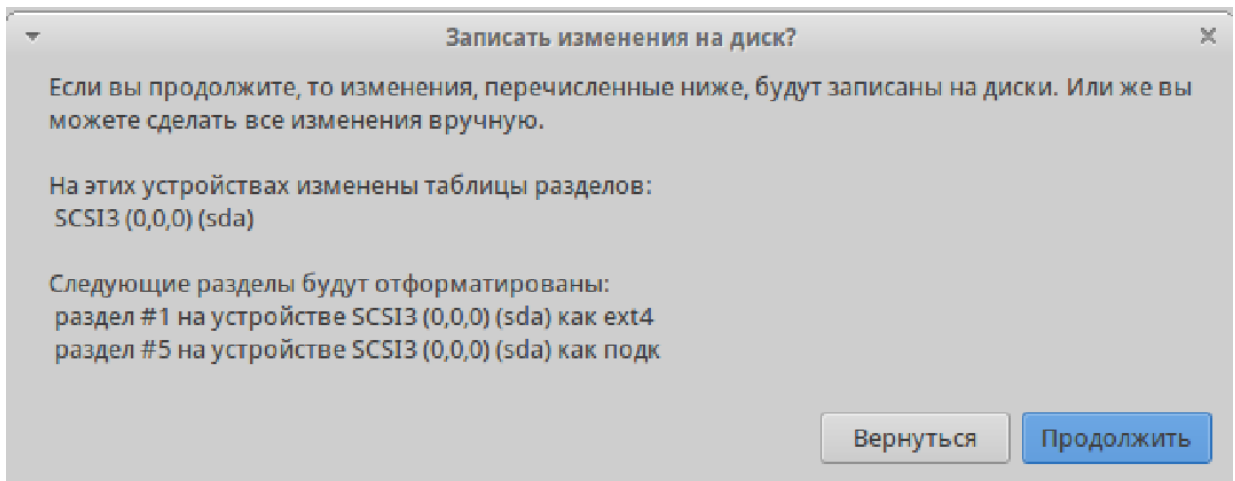 Записать изменения на диск?
Если вы продолжите, то изменения, перечисленные ниже, будут записаны на диски. Или же вы
можете сделать все изменения вручную.
На этих устройствах изменены таблицы разделов:
SCSI3 (0,0,0) (sda)
Следующие разделы будут отформатированы:
раздел #1 на устройстве SCSI3 (0,0,0) (sda) как ext4
раздел #5 на устройстве SCSI3 (0,0,0) (sda) как подк
Вернуться
Продолжить